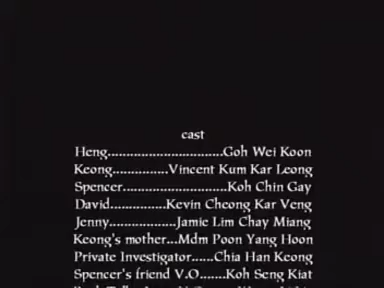 cast
Heng...............................Goh Wei Koon
Keong...............Vincent Kum Kar Leong
Spencer............................Koh Chin Gay
David...............Kevin Cheong Kar Veng
Jenny....................Jamie Lim Chay Miang
Keong's mother...Mdm Poon Yang Hoon
Private Investigator......Chia Han Keong
Spencer's friend V.O.......Koh Seng Kiat